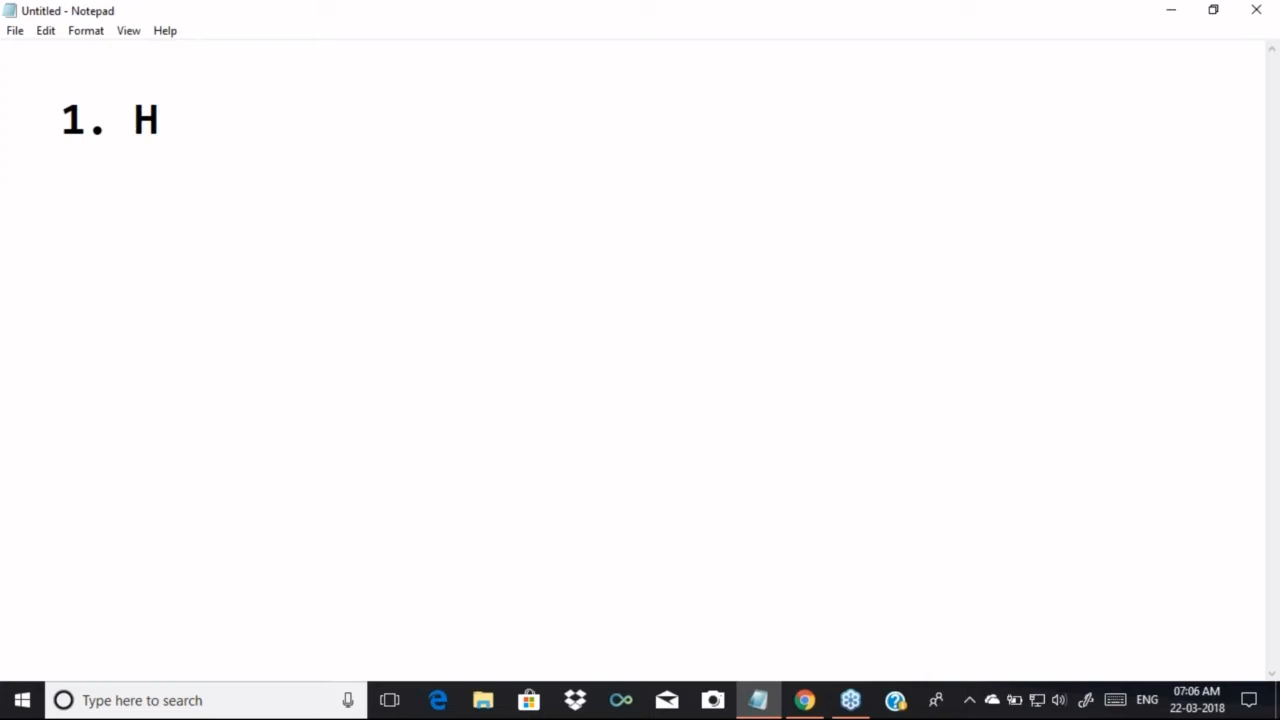 Untitled - Notepad
File Edit Format View Help
1. H
Type here to search
ENG
07:06 AM
22-03-2018